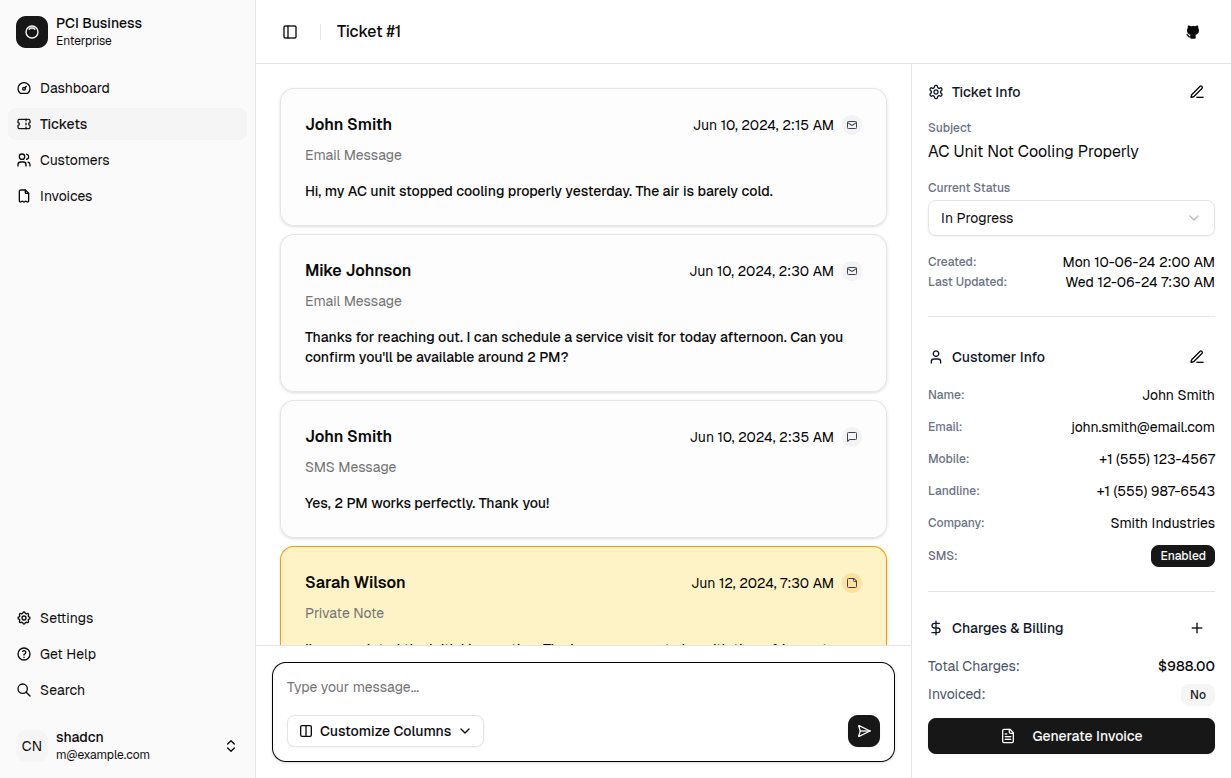 PCI Business
Enterprise
Dashboard
Tickets
Customers
Invoices
Settings
Get Help
Search
CN
shadcn
m@example.com
Ticket #1
John Smith
Jun 10, 2024, 2:15 AM
Email Message
Hi, my AC unit stopped cooling properly yesterday. The air is barely cold.
Mike Johnson
Jun 10, 2024, 2:30 AM
Email Message
Thanks for reaching out. I can schedule a service visit for today afternoon. Can you
confirm you'll be available around 2 PM?
John Smith
Jun 10, 2024, 2:35 AM
SMS Message
Yes, 2 PM works perfectly. Thank you!
Sarah Wilson
Jun 12, 2024, 7:30 AM
Private Note
Type your message...
Customize Columns
Ticket Info
Subject
AC Unit Not Cooling Properly
Current Status
In Progress
Created: Mon 10-06-24 2:00 AM
Last Updated: Wed 12-06-24 7:30 AM
Customer Info
Name: John Smith
Email: john.smith@email.com
Mobile: +1 (555) 123-4567
Landline: +1 (555) 987-6543
Company: Smith Industries
SMS: Enabled
Charges & Billing
Total Charges: $988.00
Invoiced: No
Generate Invoice